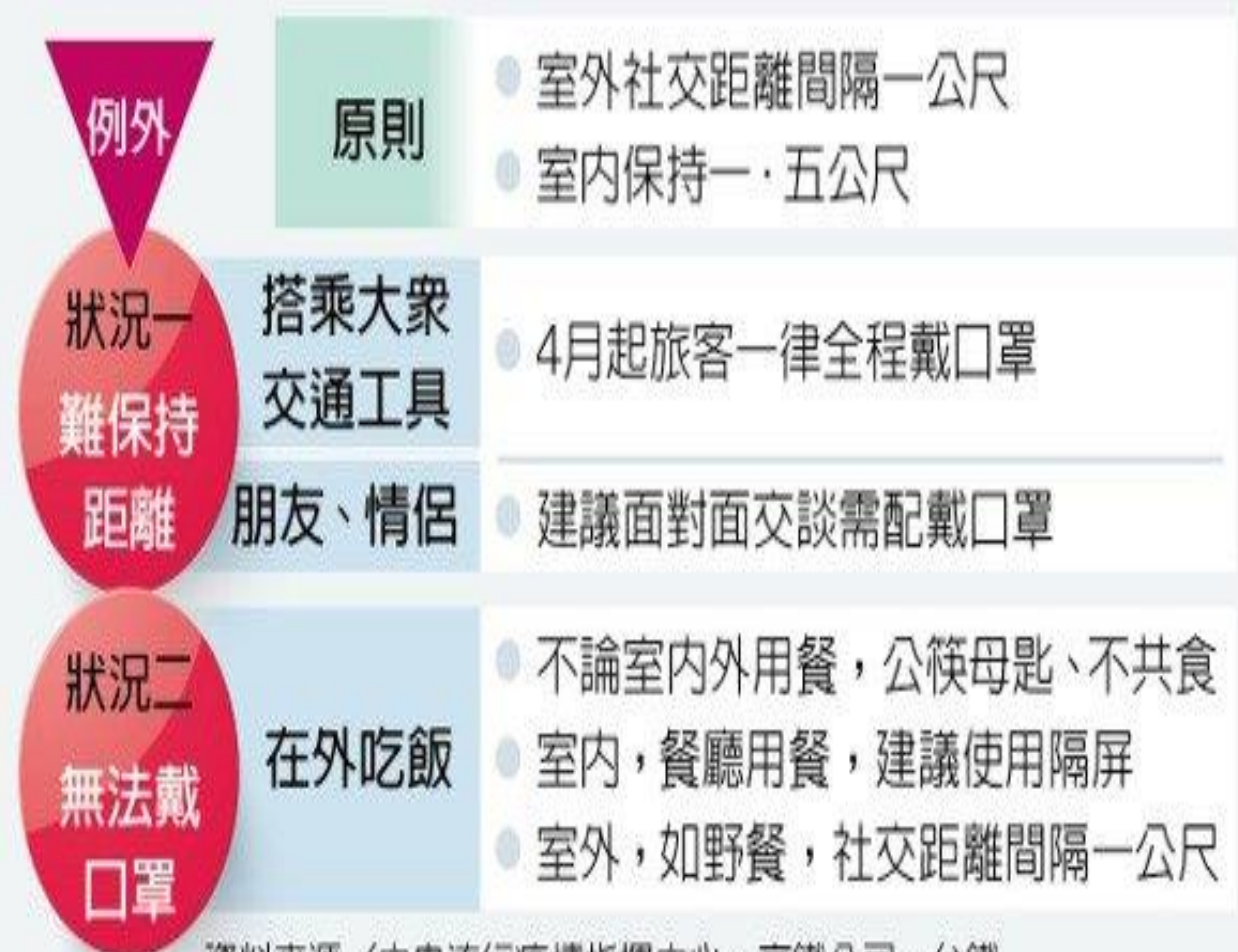 例外
原則
室外社交距離間隔一公尺
室內保持一.五公尺
狀況一
難保持
距離
搭乘大眾
交通工具
4月起旅客一律全程戴口罩
朋友、情侶
建議面對面交談需配戴口罩
狀況二
無法戴
口罩
在外吃飯
不論室內外用餐，公筷母匙、不共食
室內，餐廳用餐，建議使用隔屏
室外，如野餐，社交距離間隔一公尺